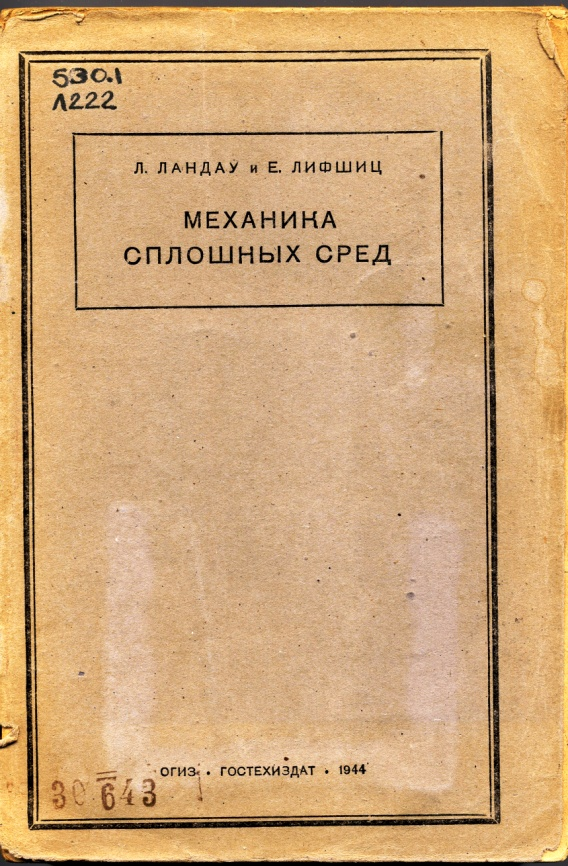 530.1
Л222
Л. ЛАНДАУ и Е. ЛИФШИЦ
МЕХАНИКА
СПЛОШНЫХ СРЕД
ОГИЗ • ГОСТЕХИЗДАТ • 1944
30 643